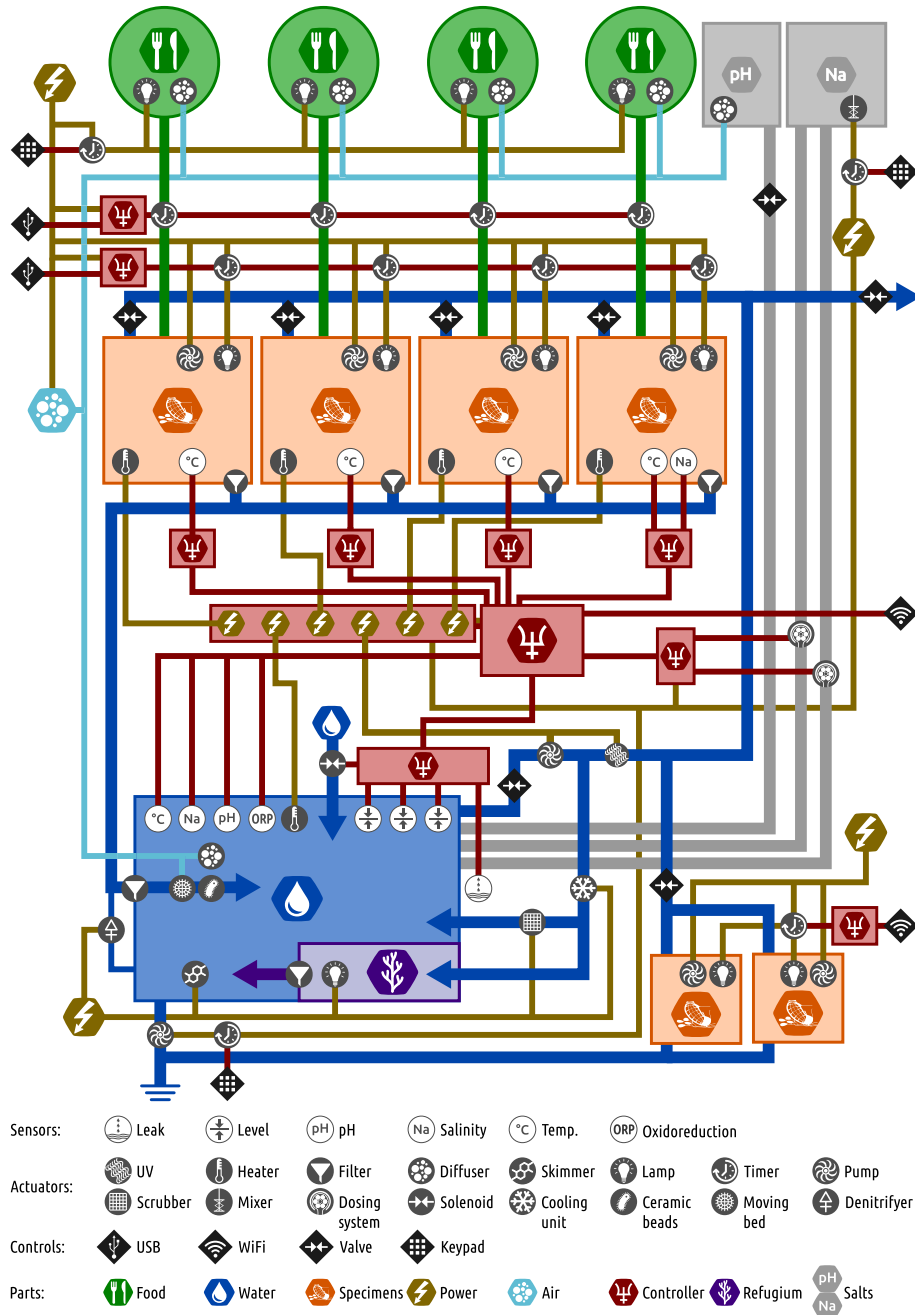 pH
Na
°C
°C
°C
°C
Na
°C
Na
pH
ORP
Sensors:
Leak
Level
pH
pH
Na
Salinity
°C
Temp.
ORP
Oxidoreduction
Actuators:
UV
Heater
Filter
Diffuser
Skimmer
Lamp
Timer
Pump
Scrubber
Mixer
Dosing
system
Solenoid
Cooling
unit
Ceramic
beads
Moving
bed
Denitrifyer
Controls:
USB
WiFi
Valve
Keypad
Parts:
Food
Water
Specimens
Power
Air
Controller
Refugium
pH
Na
Salts